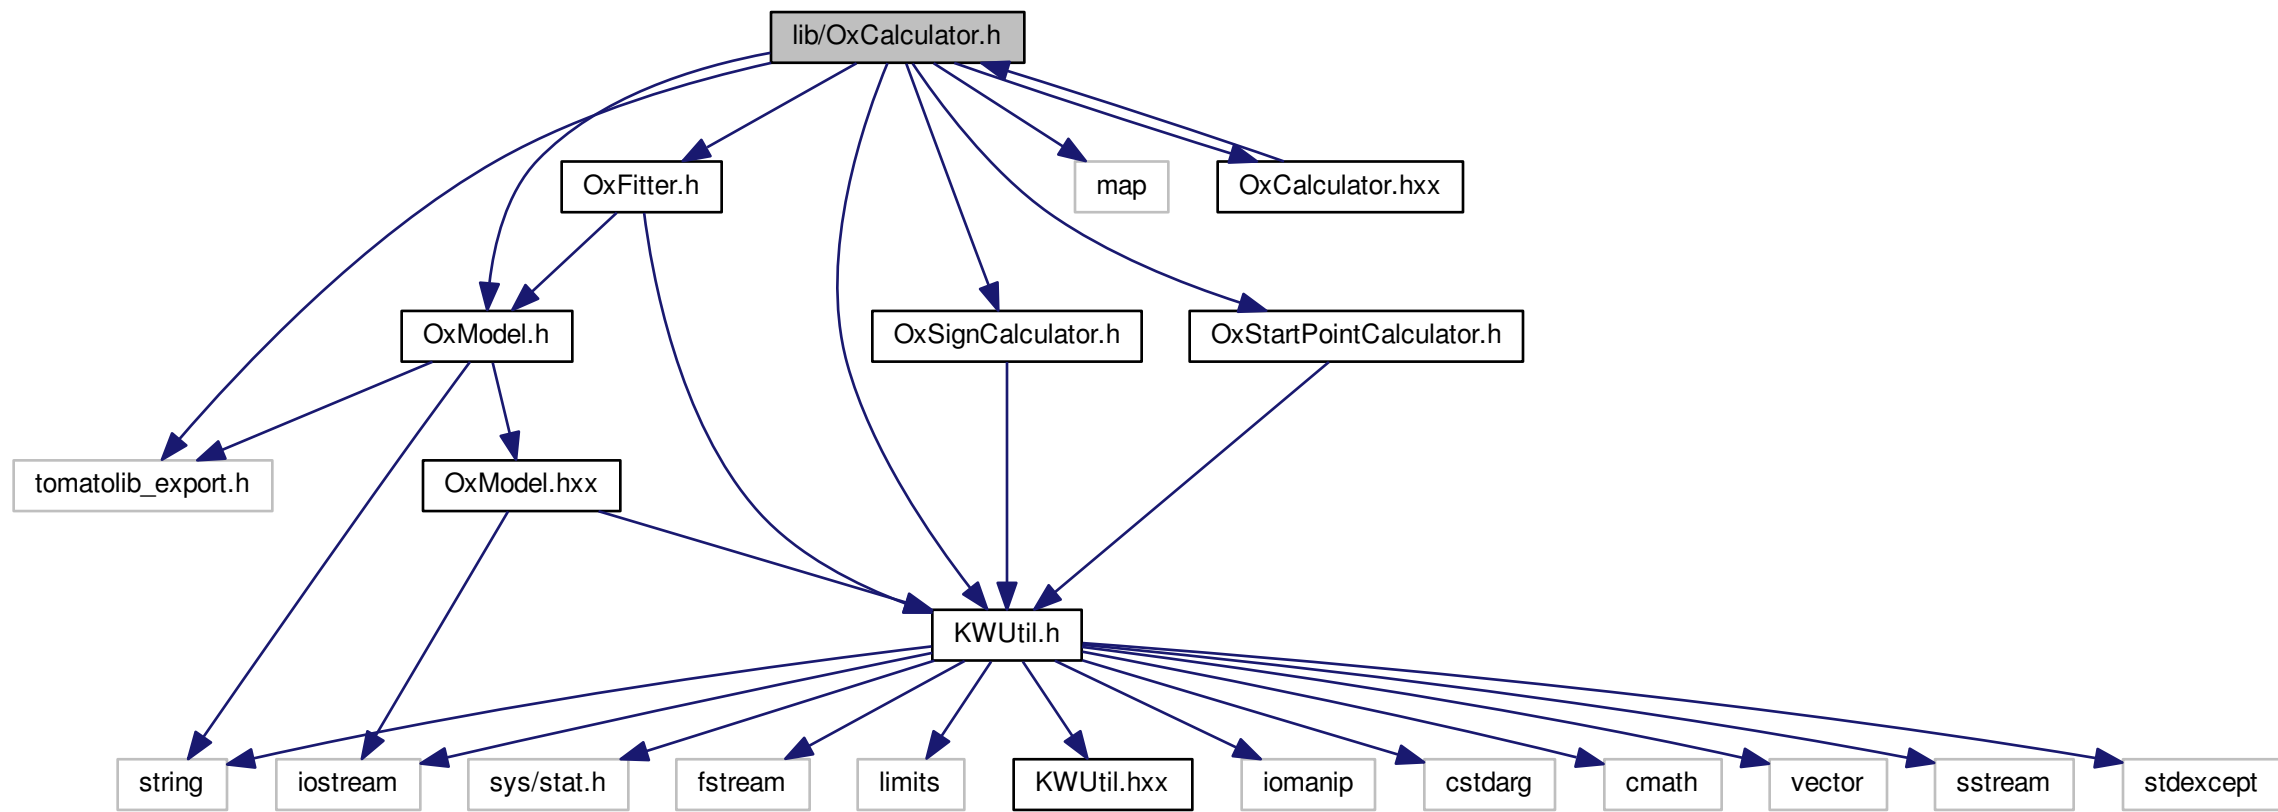 lib/OxCalculator.h
OxFitter.h
map
OxCalculator.hxx
OxModel.h
OxSignCalculator.h
OxStartPointCalculator.h
tomatolib_export.h
OxModel.hxx
KWUtil.h
string
iostream
sys/stat.h
fstream
limits
KWUtil.hxx
iomanip
cstdarg
cmath
vector
sstream
stdexcept